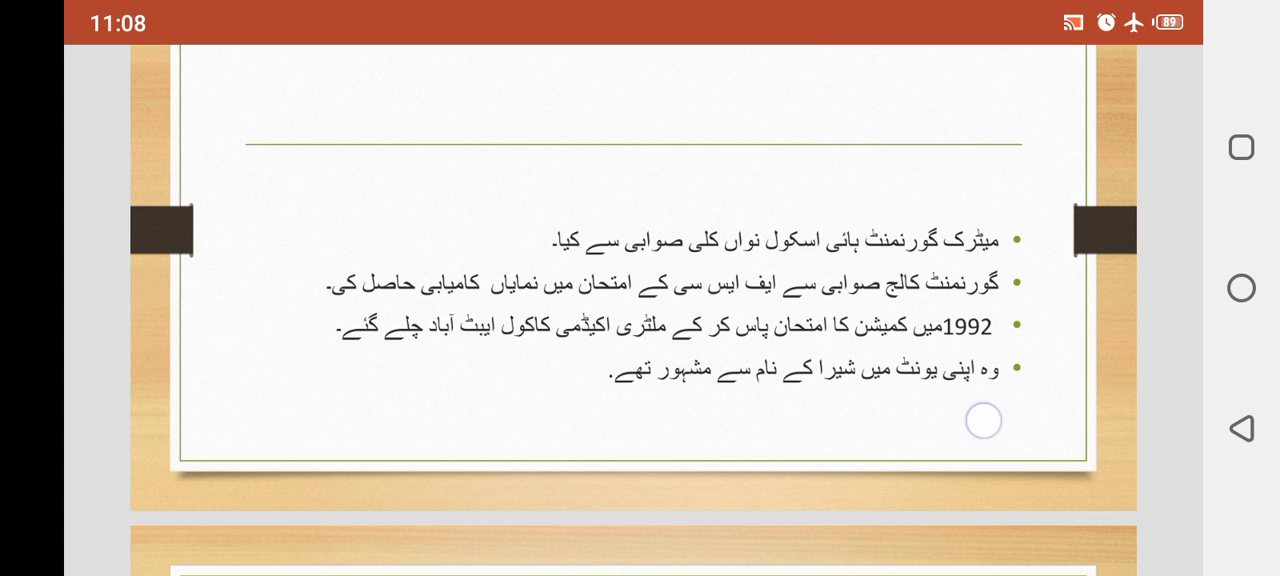 11:08
89
میٹرک گورنمنٹ ہائی اسکول نواں کلی صوابی سے کیا۔
گورنمنٹ کالج صوابی سے ایف ایس سی کے امتحان میں نمایاں  کامیابی حاصل کی۔
1992میں کمیشن کا امتحان پاس کر کے ملٹری اکیڈمی کاکول ایبٹ آباد چلے گئے۔
وہ اپنی یونٹ میں شیرا کے نام سے مشہور تھے.